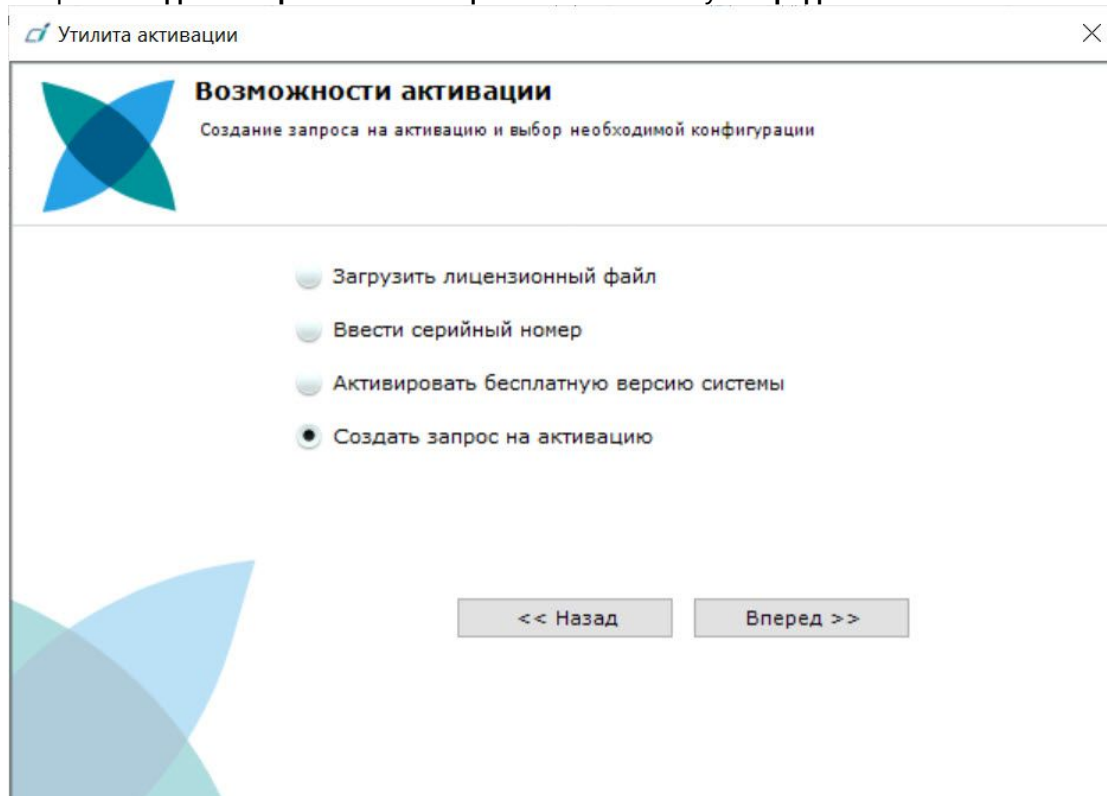 Утилита активации
Возможности активации
Создание запроса на активацию и выбор необходимой конфигурации
Загрузить лицензионный файл
Ввести серийный номер
Активировать бесплатную версию системы
Создать запрос на активацию
<< Назад
Вперед >>